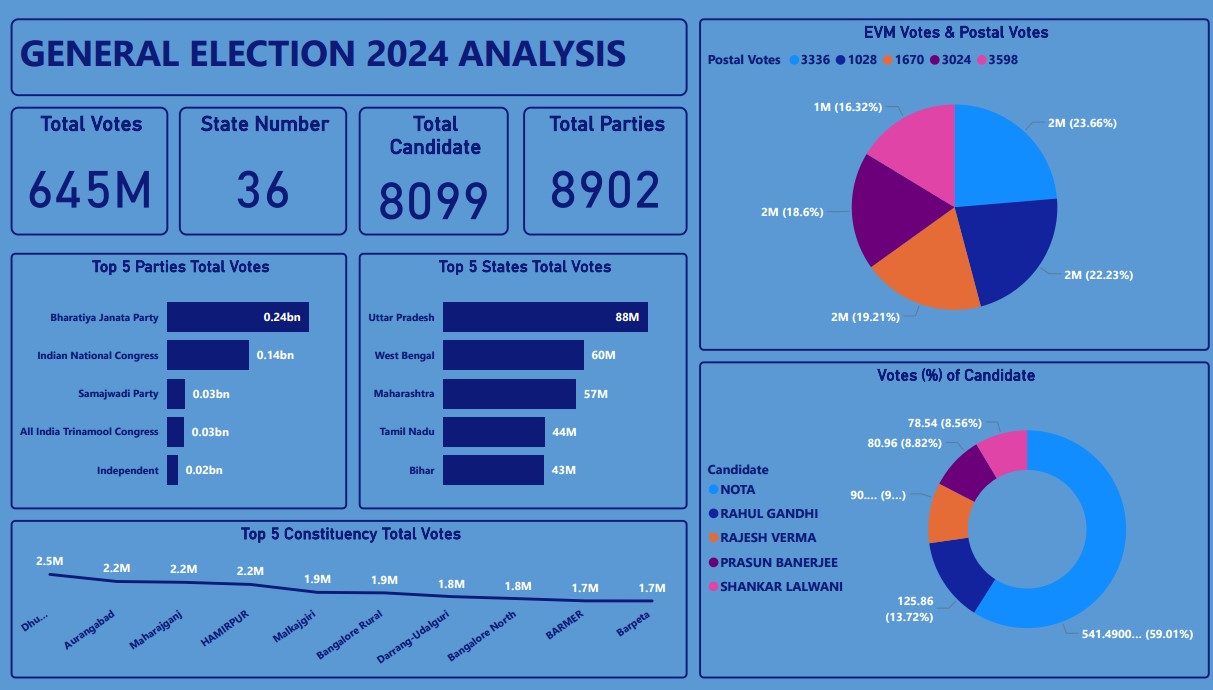 GENERAL ELECTION 2024 ANALYSIS
Total Votes
645M
State Number
36
Total
Candidate
8099
Total Parties
8902
Top 5 Parties Total Votes
Bharatiya Janata Party 0.24bn
Indian National Congress 0.14bn
Samajwadi Party 0.03bn
All India Trinamool Congress 0.03bn
Independent 0.02bn
Top 5 States Total Votes
Uttar Pradesh 88M
West Bengal 60M
Maharashtra 57M
Tamil Nadu 44M
Bihar 43M
Top 5 Constituency Total Votes
2.5M 2.2M 2.2M 2.2M 1.9M 1.9M 1.8M 1.8M 1.7M 1.7M
Dhu... Aurangabad Maharajganj HAMIRPUR Malkajgiri Bangalore Rural Darrang-Udalguri Bangalore North BARMER Barpeta
EVM Votes & Postal Votes
Postal Votes 3336 1028 1670 3024 3598
1M (16.32%)
2M (23.66%)
2M (18.6%)
2M (22.23%)
2M (19.21%)
Votes (%) of Candidate
Candidate
NOTA
RAHUL GANDHI
RAJESH VERMA
PRASUN BANERJEE
SHANKAR LALWANI
78.54 (8.56%)
80.96 (8.82%)
90.... (9...)
125.86
(13.72%)
541.4900... (59.01%)